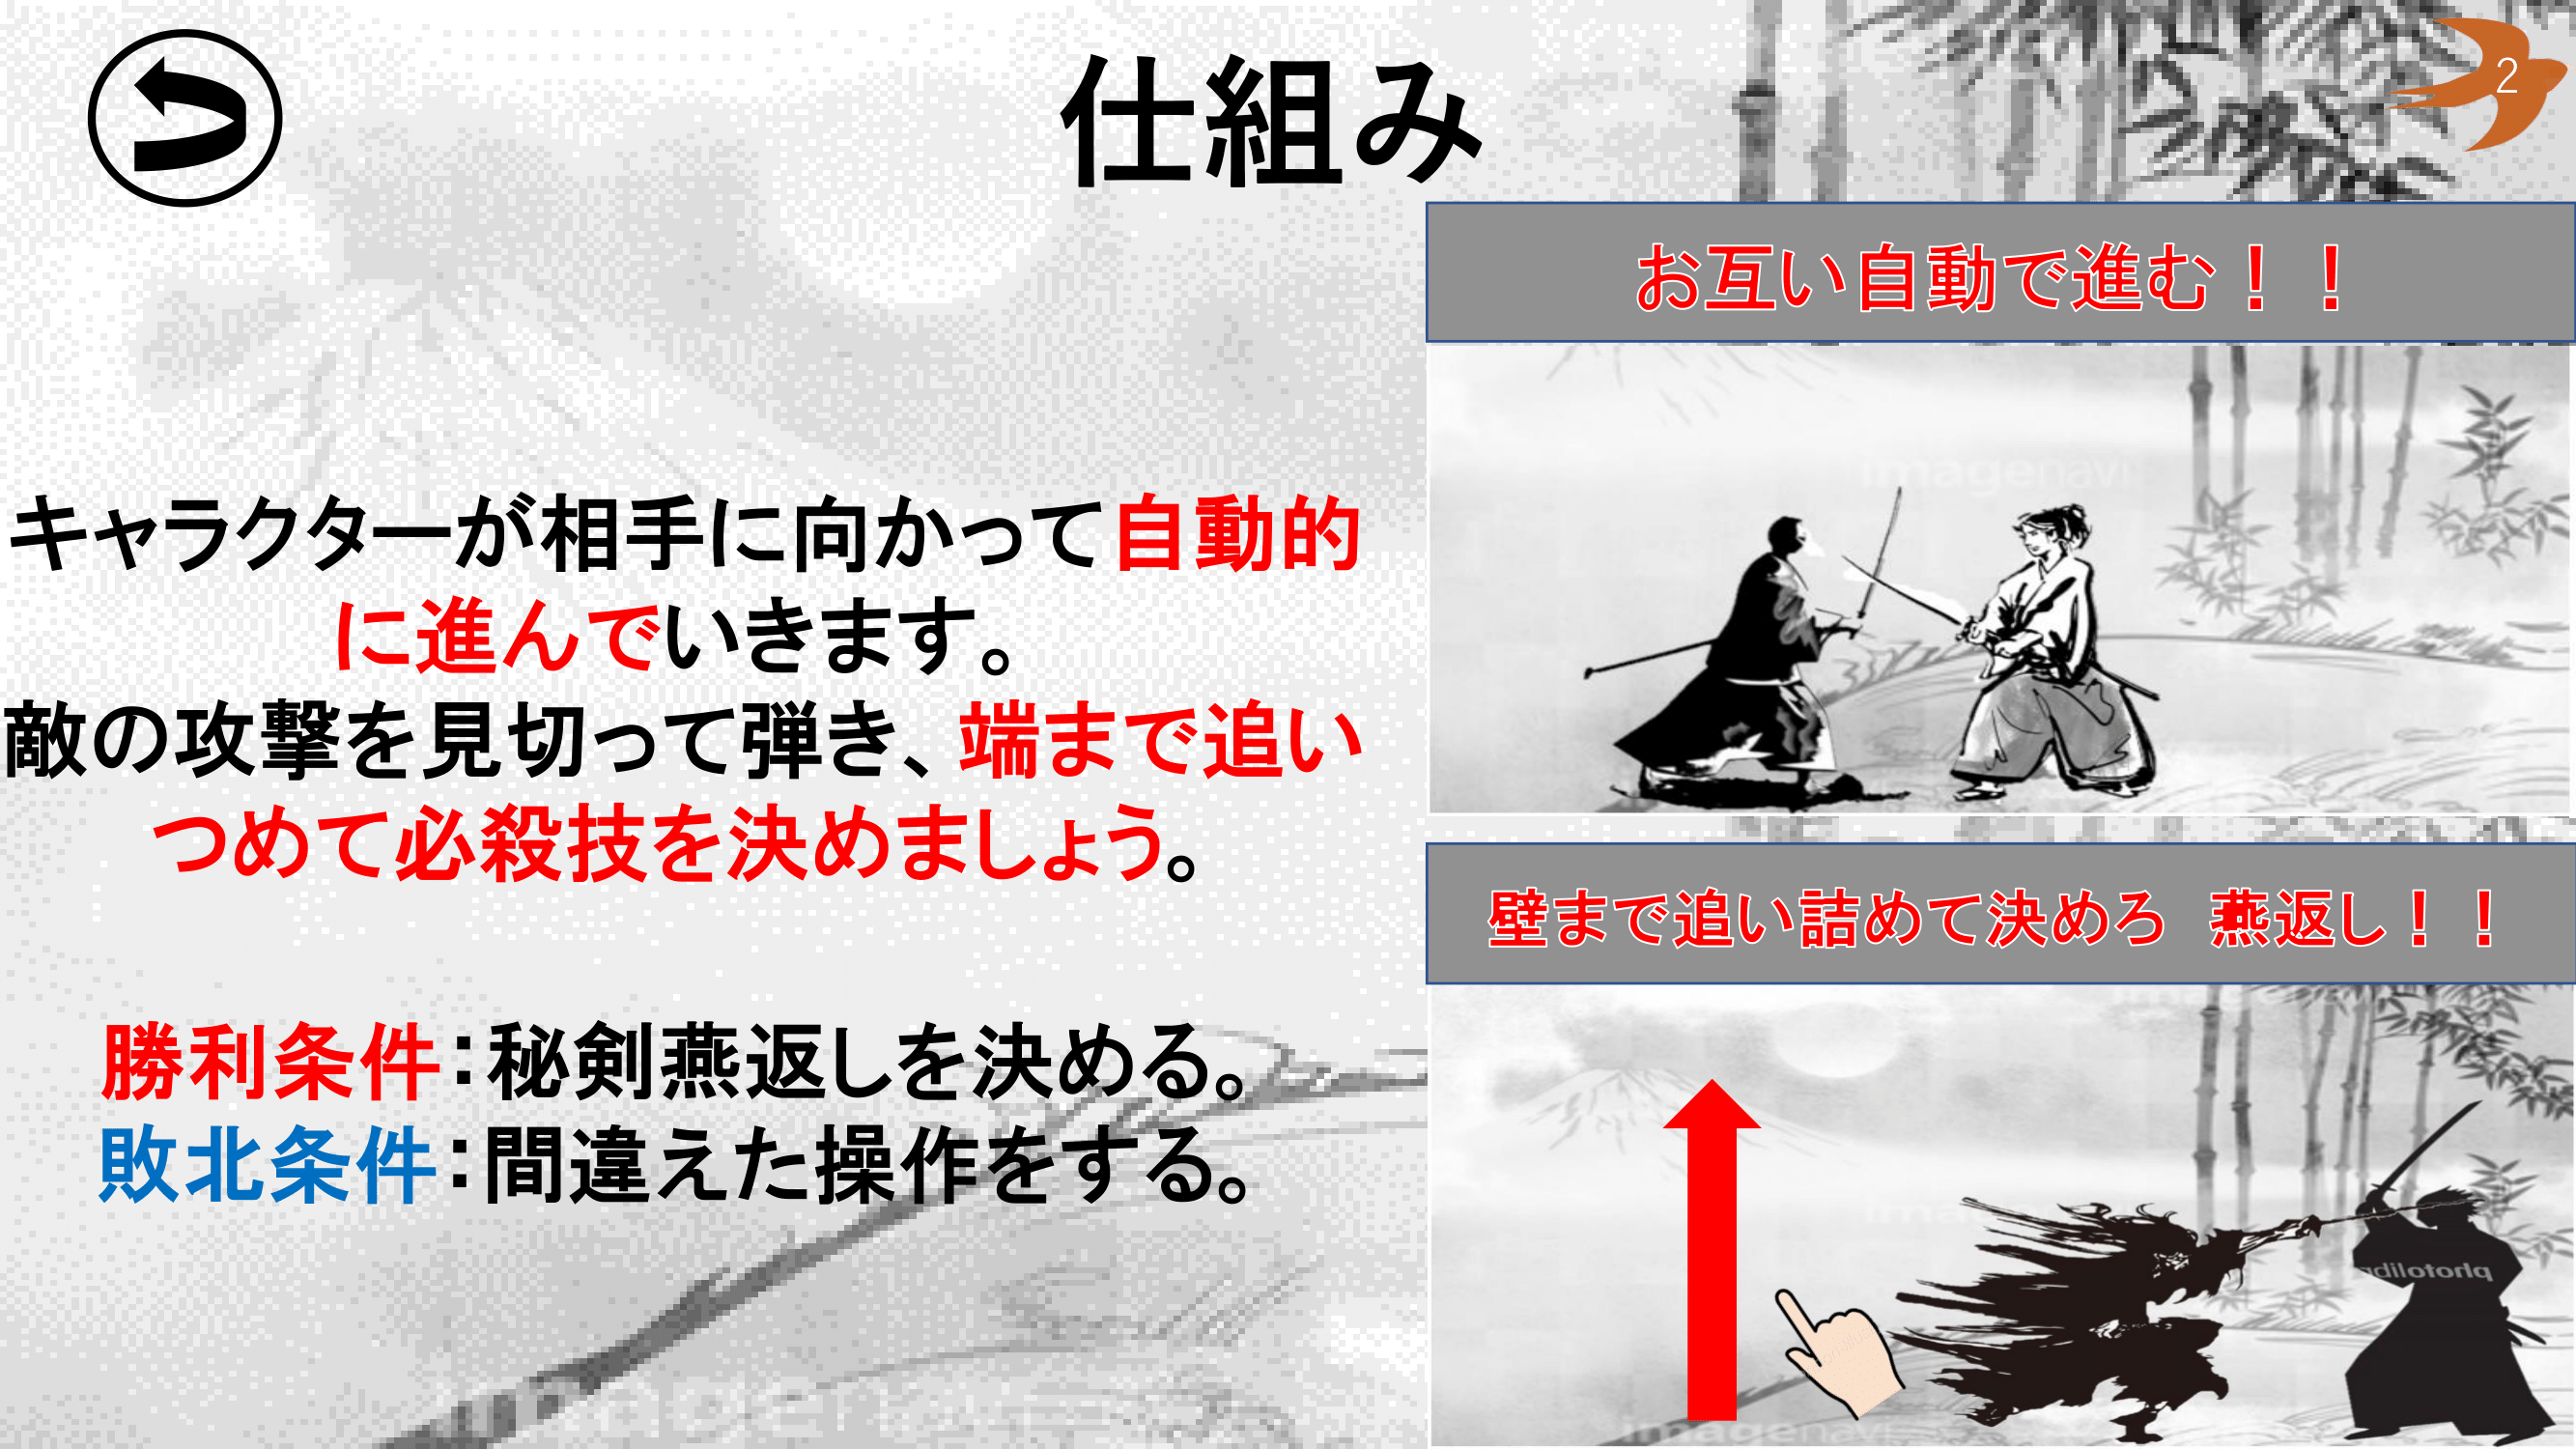 仕組み
2
キャラクターが相手に向かって自動的
に進んでいきます。
敵の攻撃を見切って弾き、端まで追い
つめて必殺技を決めましょう。
勝利条件：秘剣燕返しを決める。
敗北条件：間違えた操作をする。
お互い自動で進む！！
imagenavi
壁まで追い詰めて決めろ　燕返し！！
imagenavi